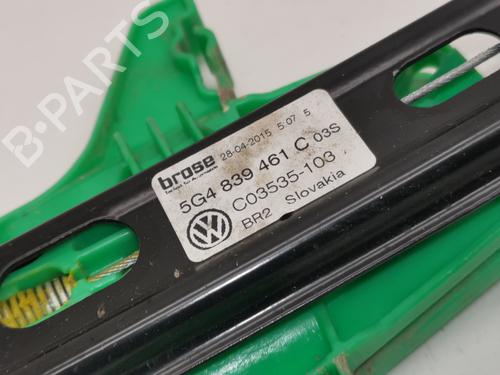 B-PARTS
brose
28-04-2015 5:07 5
5G4 839 461 C 03S
C03535-103
BR2 Slovakia